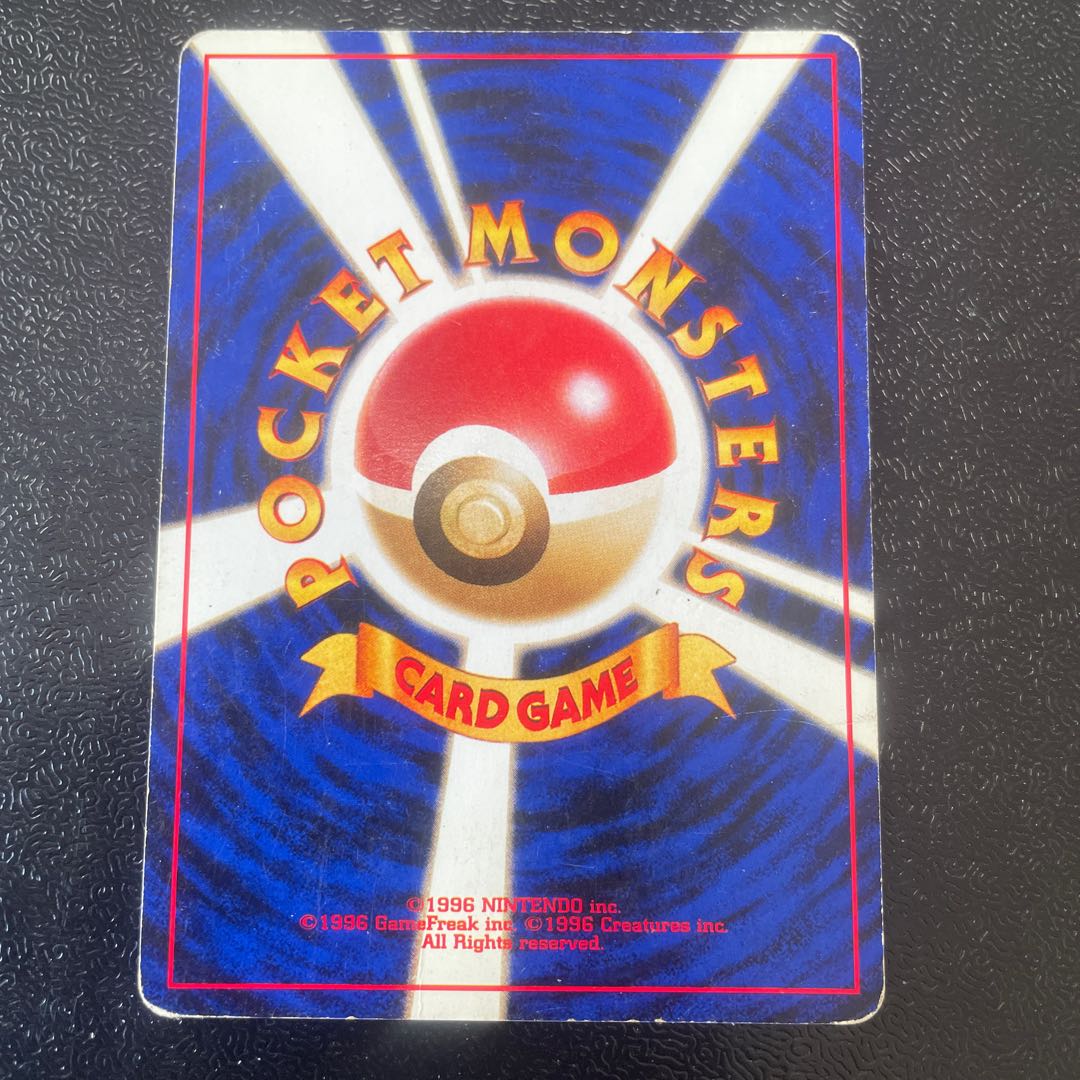 POCKET MONSTERS
CARD GAME
©1996 NINTENDO inc.
©1996 GameFreak inc. ©1996 Creatures inc.
All Rights reserved.